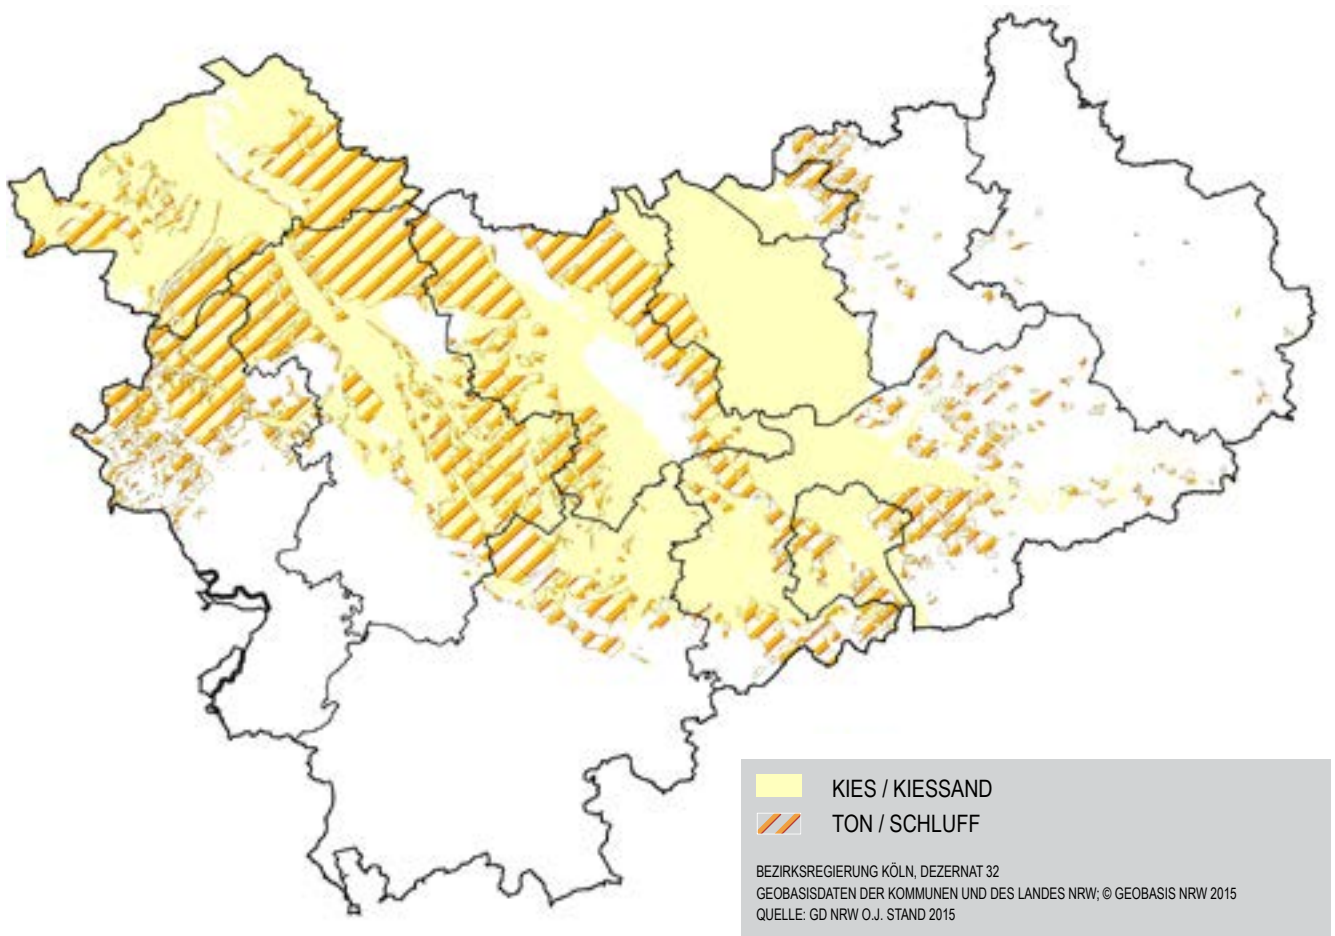 KIES / KIESSAND
TON / SCHLUFF
BEZIRKSREGIERUNG KÖLN, DEZERNAT 32
GEOBASISDATEN DER KOMMUNEN UND DES LANDES NRW; © GEOBASIS NRW 2015
QUELLE: GD NRW O.J. STAND 2015